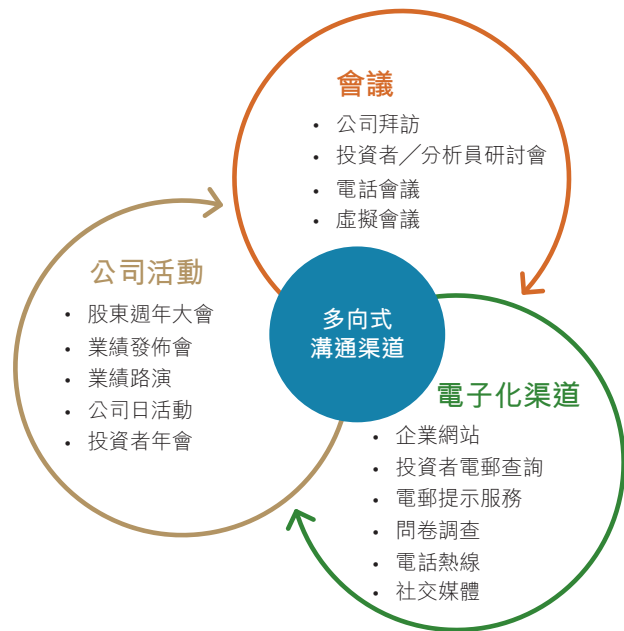 會議
• 公司拜訪
• 投資者／分析員研討會
• 電話會議
• 虛擬會議
公司活動
• 股東週年大會
• 業績發佈會
• 業績路演
• 公司日活動
• 投資者年會
多向式
溝通渠道
電子化渠道
• 企業網站
• 投資者電郵查詢
• 電郵提示服務
• 問卷調查
• 電話熱線
• 社交媒體